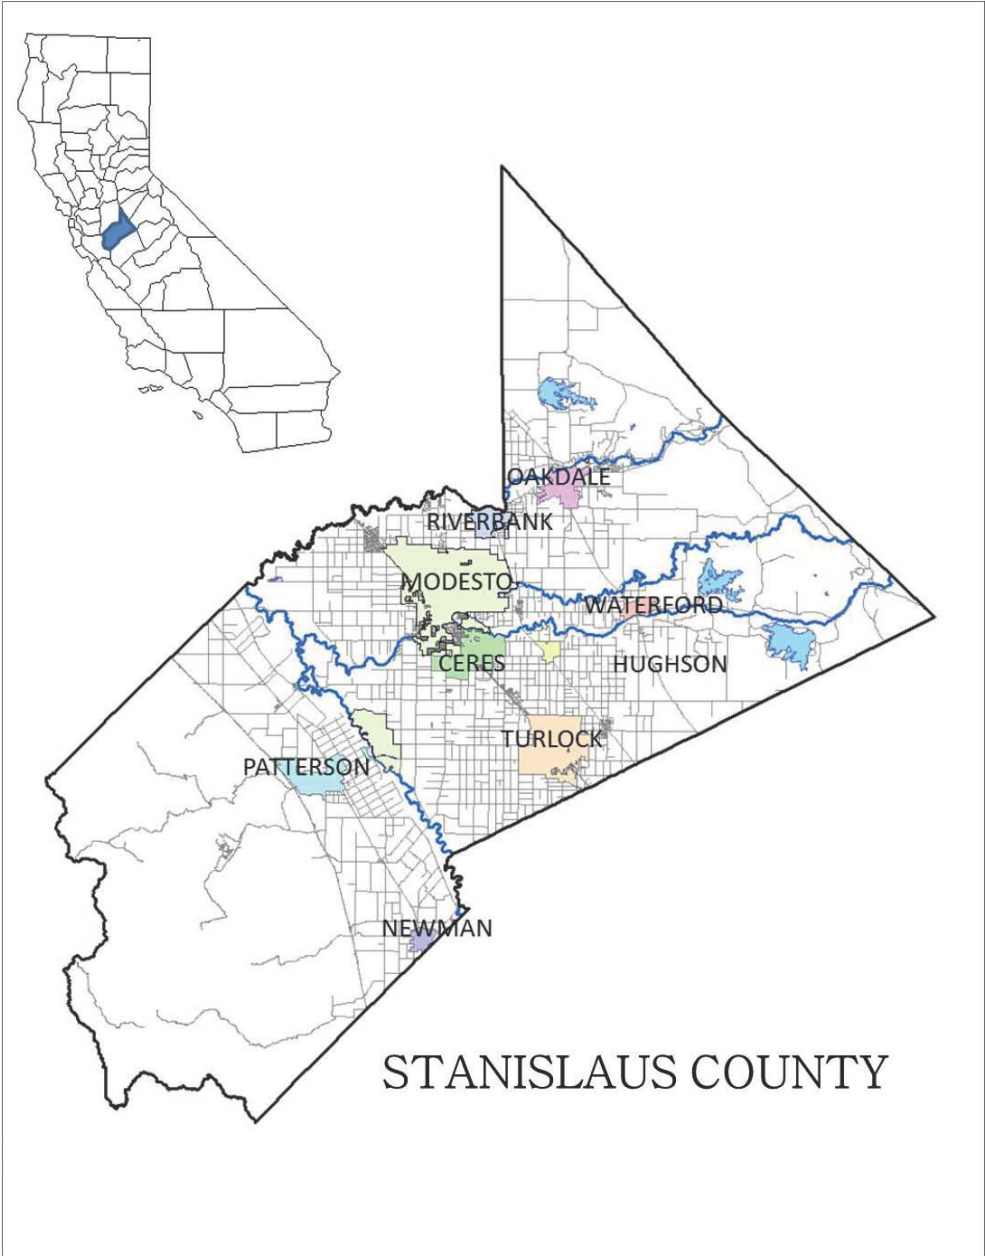 OAKDALE
RIVERBANK
MODESTO
WATERFORD
CERES
HUGHSON
TURLOCK
PATTERSON
NEWMAN
STANISLAUS COUNTY